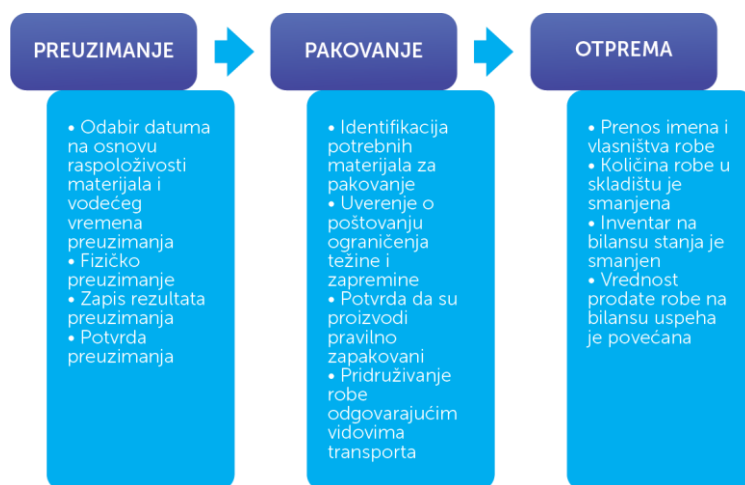 PREUZIMANJE
• Odabir datuma
na osnovu
raspoloživosti
materijala i
vodećeg
vremena
preuzimanja
• Fizičko
preuzimanje
• Zapis rezultata
preuzimanja
• Potvrda
preuzimanja
PAKOVANJE
• Identifikacija
potrebnih
materijala za
pakovanje
• Uverenje o
poštovanju
ograničenja
težine i
zapremine
• Potvrda da su
proizvodi
pravilno
zapakovani
• Pridruživanje
robe
odgovarajućim
vidovima
transporta
OTPREMA
• Prenos imena i
vlasništva robe
• Količina robe u
skladištu je
smanjena
• Inventar na
bilansu stanja je
smanjen
• Vrednost
prodate robe na
bilansu uspeha
je povećana